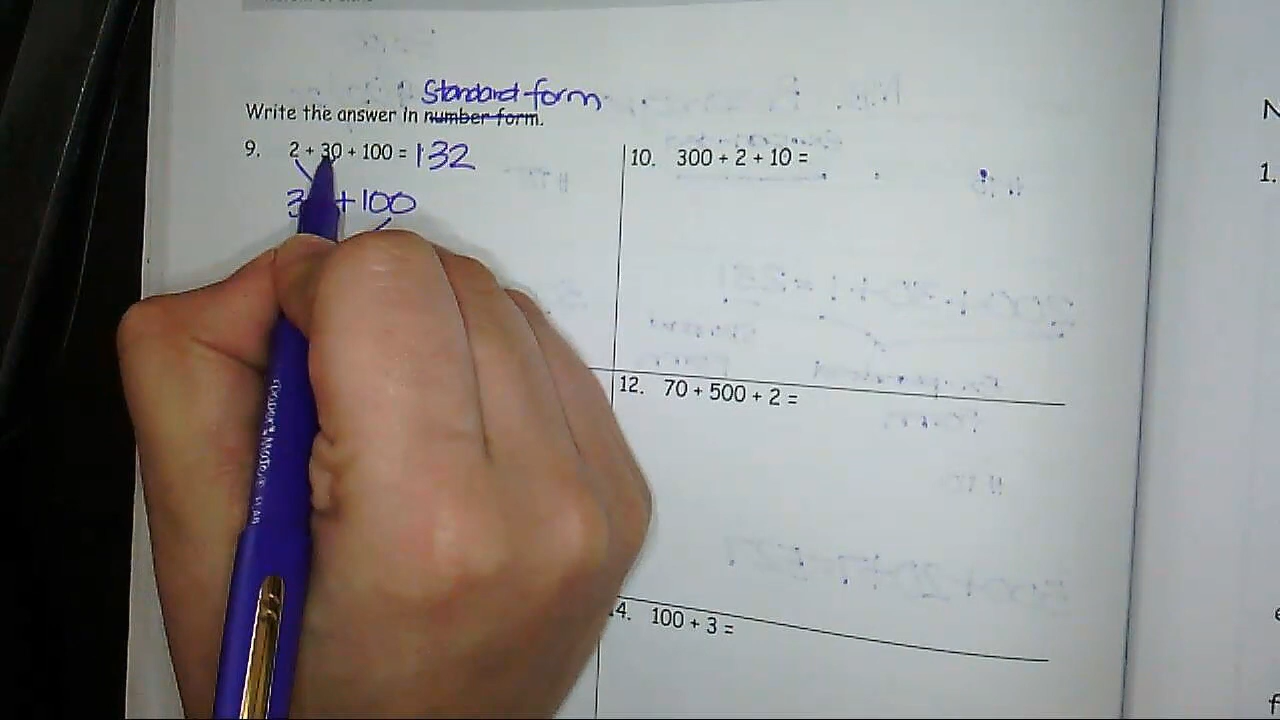 Standard form
Write the answer in number form.
9. 2 + 30 + 100 = 132
+ 100
10. 300 + 2 + 10 =
12. 70 + 500 + 2 =
4. 100 + 3 =
1.